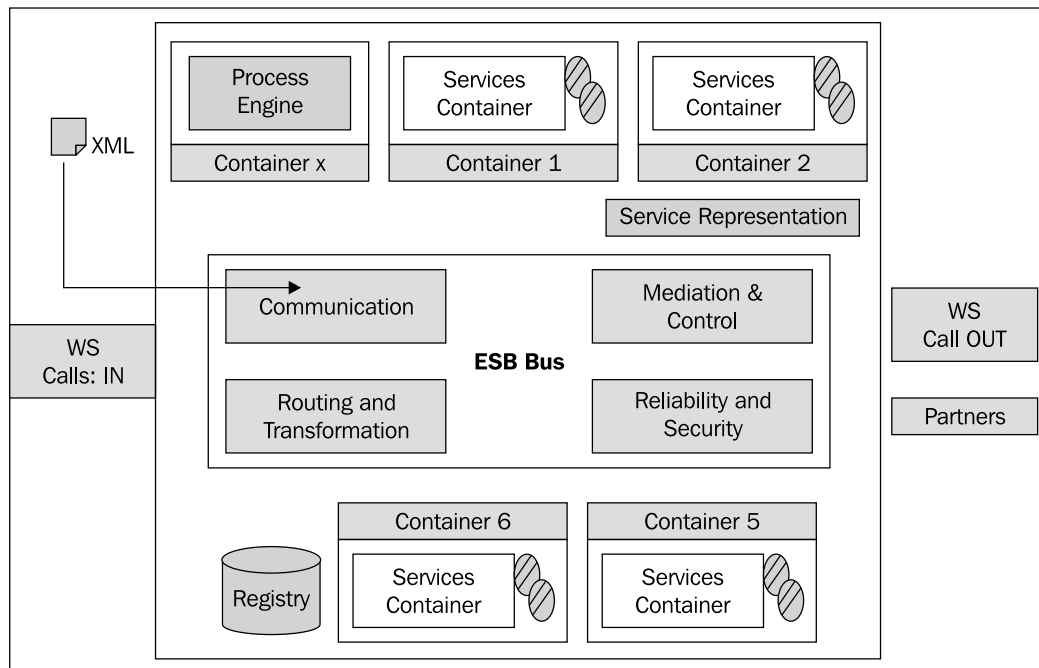 Process
Engine
Container x
Services
Container
Container 1
Services
Container
Container 2
XML
Service Representation
Communication
Mediation &
Control
ESB Bus
Routing and
Transformation
Reliability and
Security
WS
Calls: IN
WS
Call OUT
Partners
Container 6
Services
Container
Container 5
Services
Container
Registry